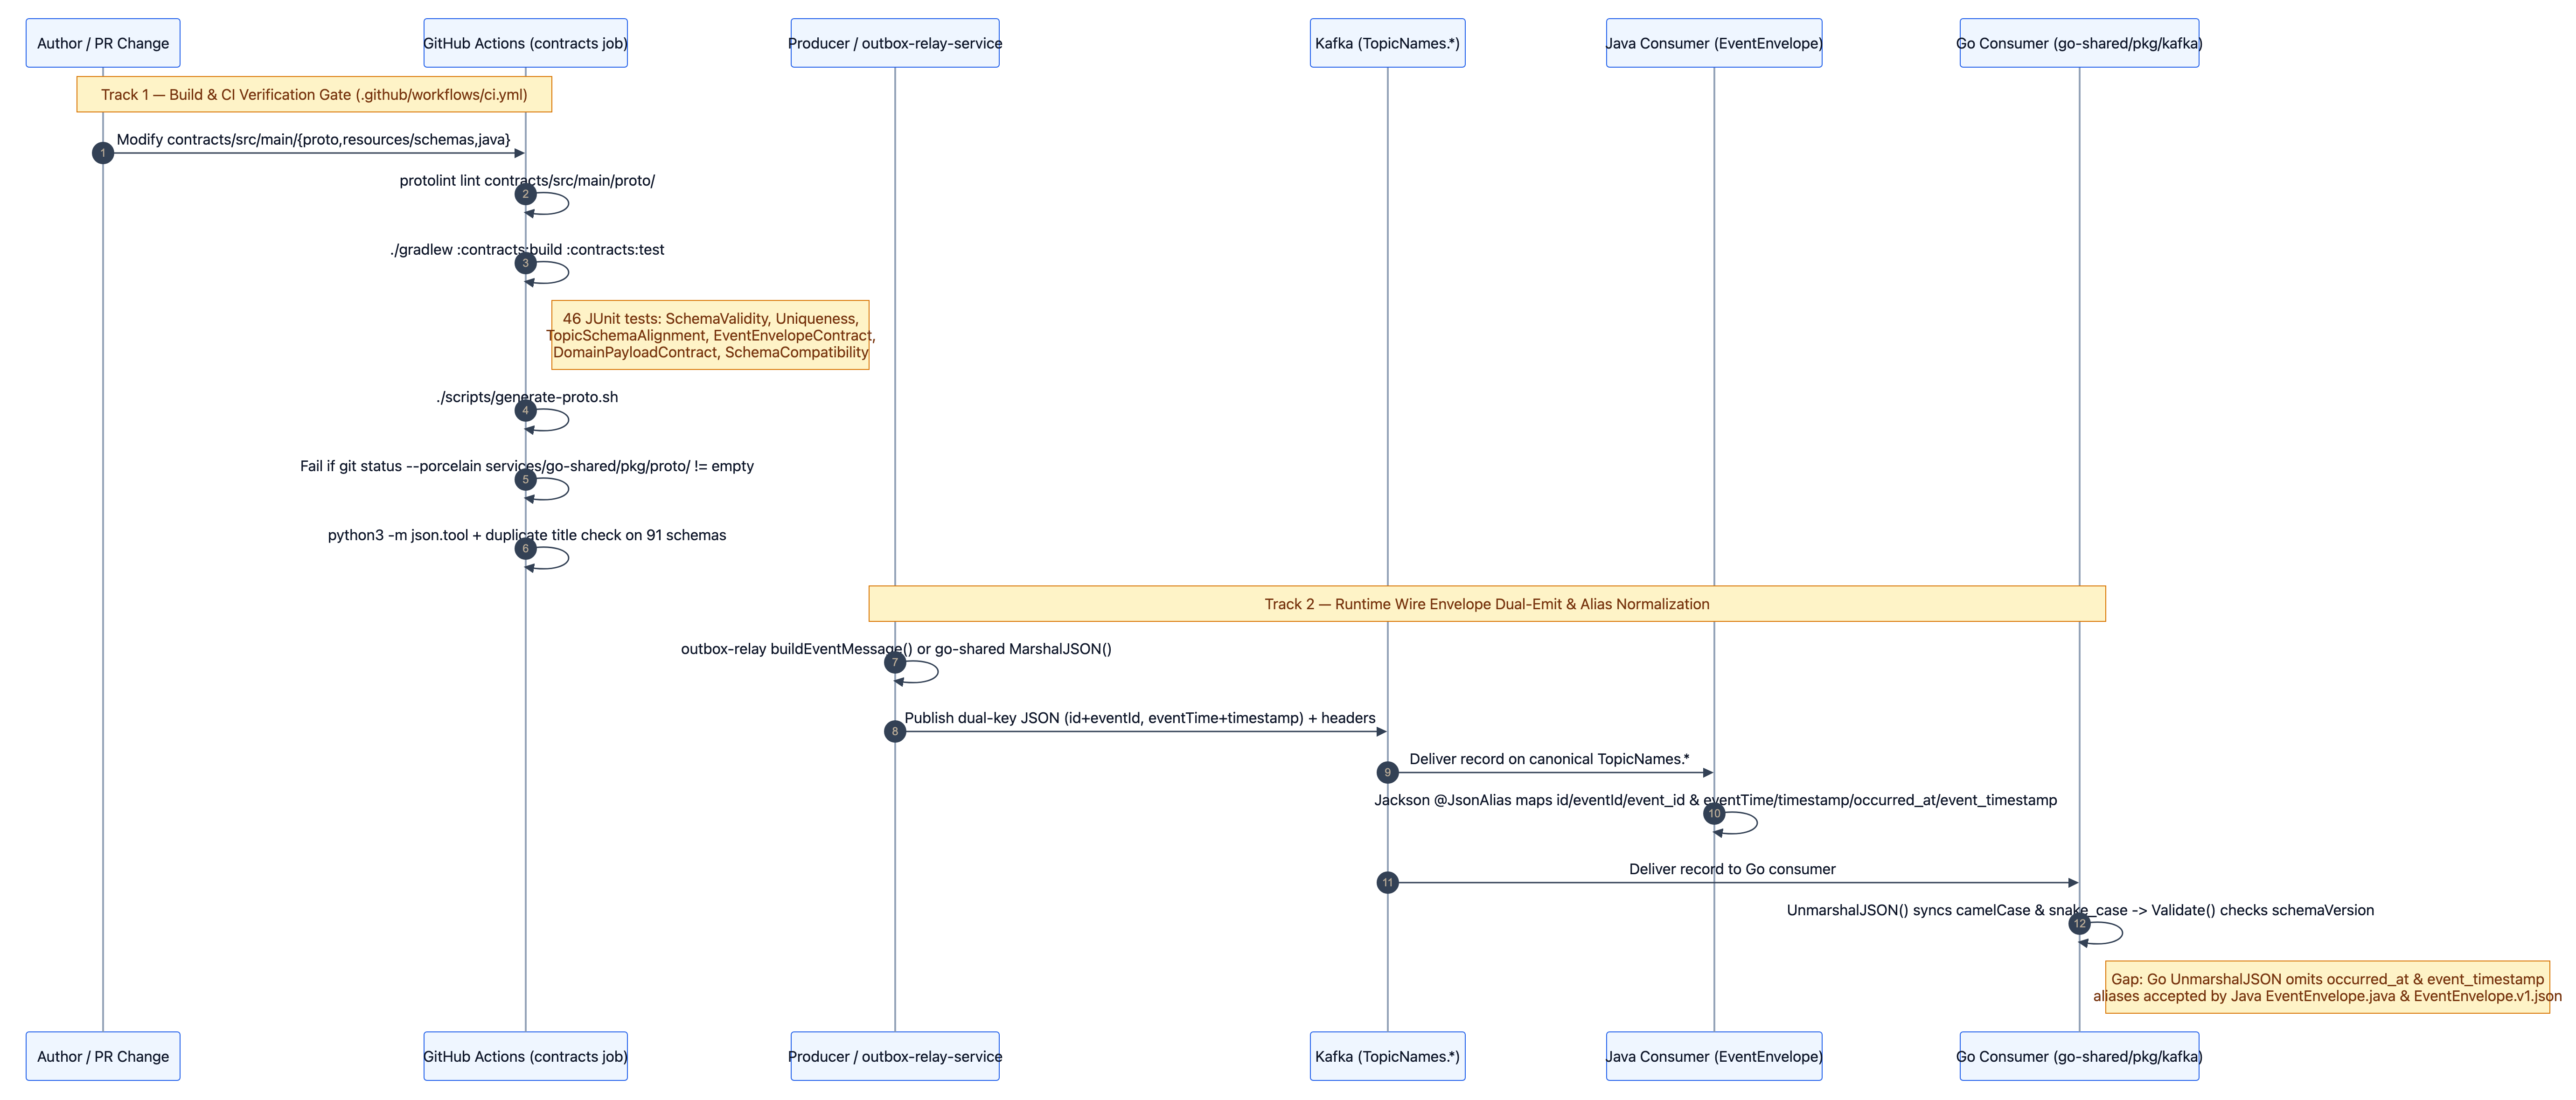 Author / PR Change
GitHub Actions (contracts job)
Producer / outbox-relay-service
Kafka (TopicNames.*)
Java Consumer (EventEnvelope)
Go Consumer (go-shared/pkg/kafka)
Track 1 — Build & CI Verification Gate (.github/workflows/ci.yml)
Modify contracts/src/main/{proto,resources/schemas,java}
1
protolint lint contracts/src/main/proto/
2
./gradlew :contracts:build :contracts:test
3
46 JUnit tests: SchemaValidity, Uniqueness,
TopicSchemaAlignment, EventEnvelopeContract,
DomainPayloadContract, SchemaCompatibility
./scripts/generate-proto.sh
4
Fail if git status --porcelain services/go-shared/pkg/proto/ != empty
5
python3 -m json.tool + duplicate title check on 91 schemas
6
Track 2 — Runtime Wire Envelope Dual-Emit & Alias Normalization
outbox-relay buildEventMessage() or go-shared MarshalJSON()
7
Publish dual-key JSON (id+eventId, eventTime+timestamp) + headers
8
Deliver record on canonical TopicNames.*
9
Jackson @JsonAlias maps id/eventId/event_id & eventTime/timestamp/occurred_at/event_timestamp
10
Deliver record to Go consumer
11
UnmarshalJSON() syncs camelCase & snake_case -> Validate() checks schemaVersion
12
Gap: Go UnmarshalJSON omits occurred_at & event_timestamp
aliases accepted by Java EventEnvelope.java & EventEnvelope.v1.json
Author / PR Change
GitHub Actions (contracts job)
Producer / outbox-relay-service
Kafka (TopicNames.*)
Java Consumer (EventEnvelope)
Go Consumer (go-shared/pkg/kafka)